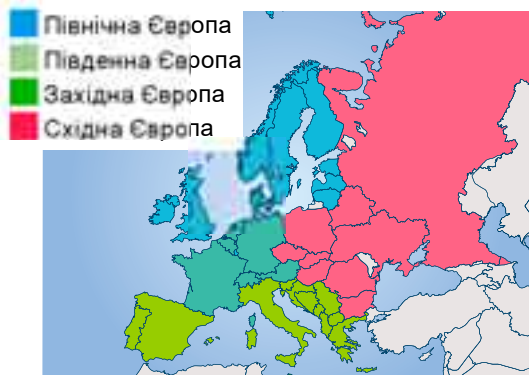 Північна Європа
Південна Європа
Західна Європа
Східна Європа